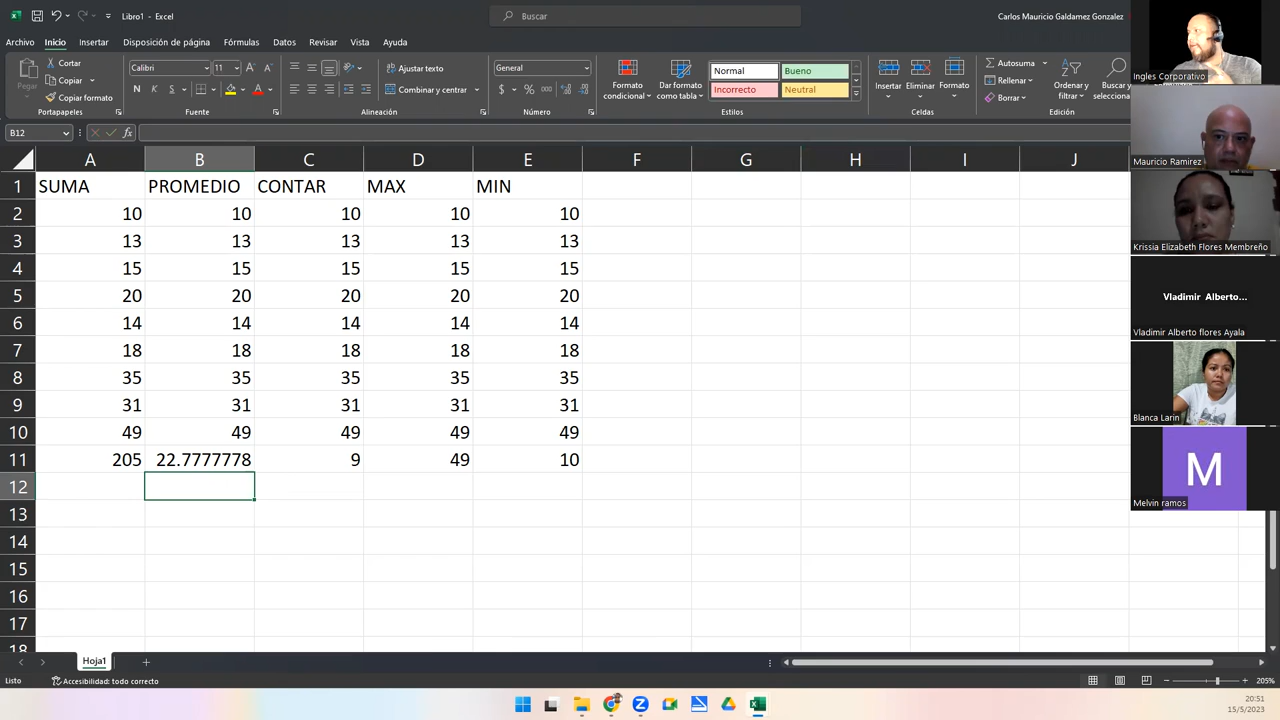 Libro1 - Excel
Buscar
Carlos Mauricio Galdamez Gonzalez
Archivo Inicio Insertar Disposición de página Fórmulas Datos Revisar Vista Ayuda
Pegar
Cortar
Copiar
Copiar formato
Portapapeles
Calibri 11
N K S
Fuente
Ajustar texto
Combinar y centrar
Alineación
General
Número
Formato condicional
Dar formato como tabla
Normal Bueno
Incorrecto Neutral
Estilos
Insertar Eliminar Formato
Celdas
Autosuma
Rellenar
Borrar
Ordenar y filtrar
Buscar y
Edición
B12
fx
A B C D E F G H I J
1 SUMA PROMEDIO CONTAR MAX MIN
2 10 10 10 10 10
3 13 13 13 13 13
4 15 15 15 15 15
5 20 20 20 20 20
6 14 14 14 14 14
7 18 18 18 18 18
8 35 35 35 35 35
9 31 31 31 31 31
10 49 49 49 49 49
11 205 22.7777778 9 49 10
12
13
14
15
16
17
18
Hoja1
Listo
Accesibilidad: todo correcto
205%
20:51
15/5/2023
Ingles Corporativo
Mauricio Ramirez
Krissia Elizabeth Flores Membreño
Vladimir Alberto...
Vladimir Alberto flores Ayala
Blanca Larin
M
Melvin ramos